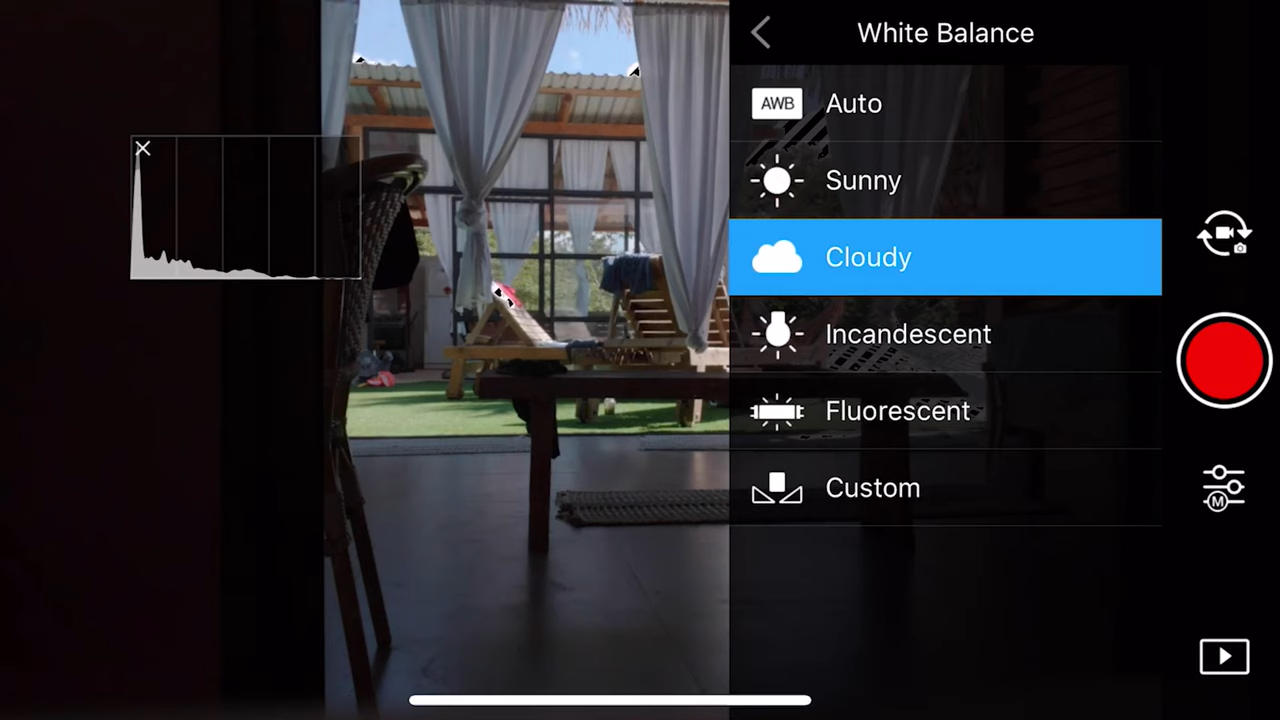 White Balance
AWB Auto
Sunny
Cloudy
Incandescent
Fluorescent
Custom
M